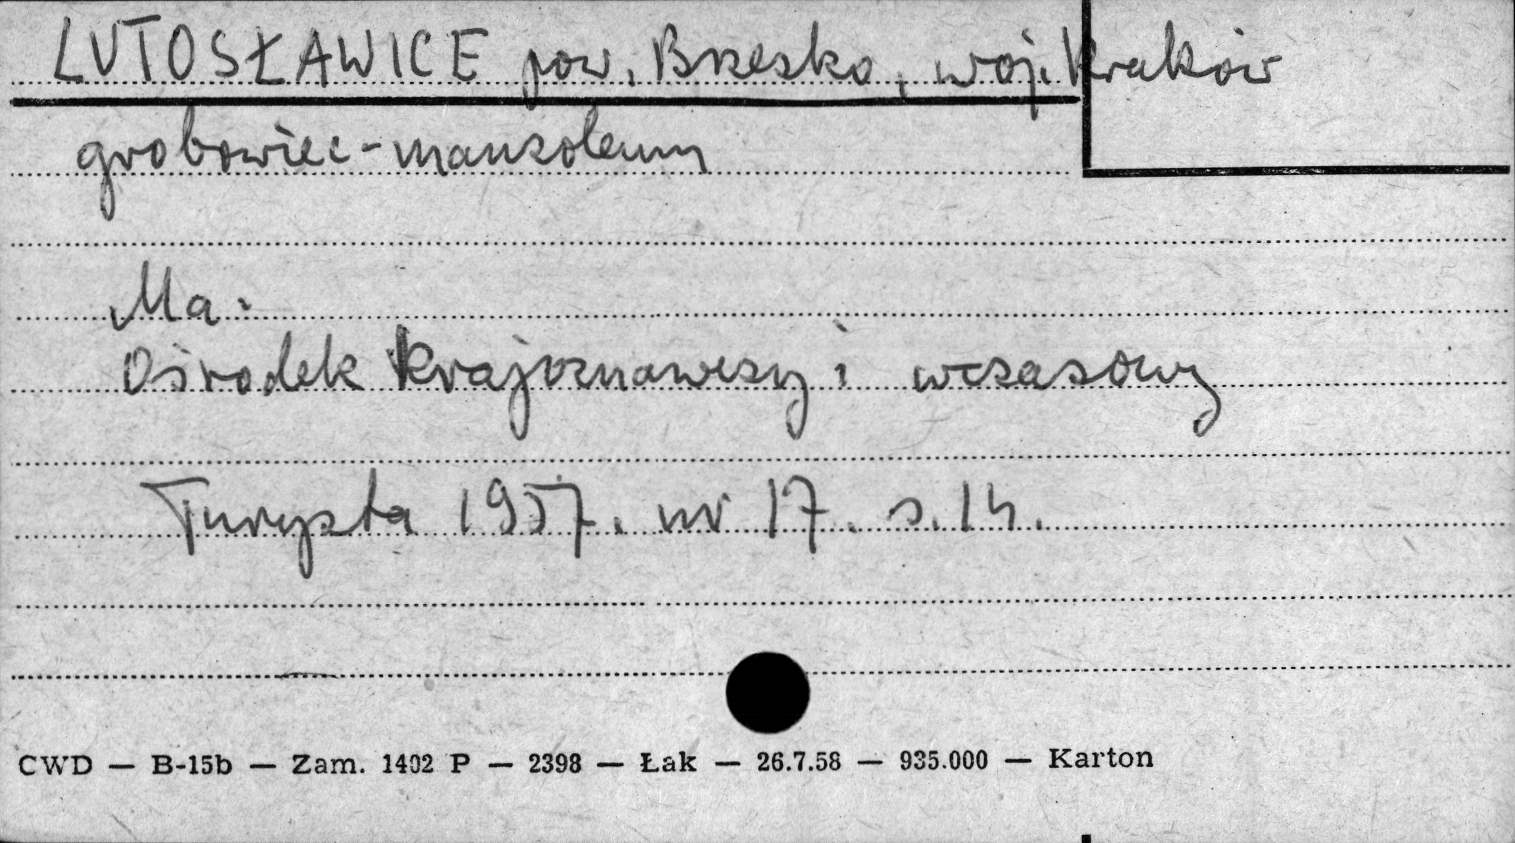 LUTOSŁAWICE pow. Brzesko, woj. Kraków
grobowiec-mauzoleum
Ma.
Ośrodek krajoznawczy i wczasowy
Turysta 1957. nr 17. s. 14.
CWD — B-15b — Zam. 1402 P — 2398 — Łak — 26.7.58 — 935.000 — Karton